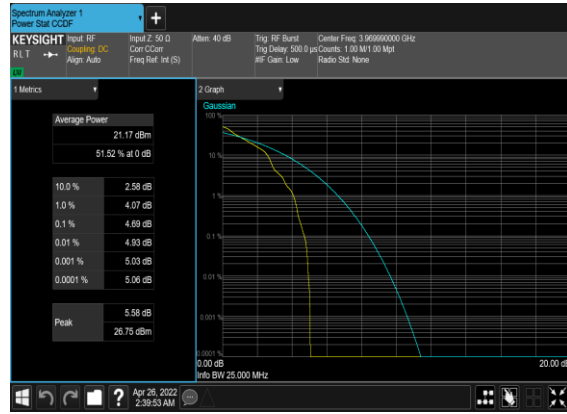 Spectrum Analyzer 1
Power Stat CCDF
+
KEYSIGHT Input: RF Input Z: 50 Ω Atten: 40 dB Trig: RF Burst Center Freq: 3.969990000 GHz
RLT Coupling: DC Corr CCorr Trig Delay: 500.0 µs Counts: 1.00 M/1.00 Mpt
Align: Auto Freq Ref: Int (S) #IF Gain: Low Radio Std: None
1 Metrics
2 Graph
Average Power
21.17 dBm
51.52 % at 0 dB
10.0 % 2.58 dB
1.0 % 4.07 dB
0.1 % 4.69 dB
0.01 % 4.93 dB
0.001 % 5.03 dB
0.0001 % 5.06 dB
Peak
5.58 dB
26.75 dBm
Gaussian
100 %
10 %
1 %
0.1 %
0.01 %
0.001 %
0.0001 %
0.00 dB 20.00 dB
Info BW 25.000 MHz
? Apr 26, 2022
2:39:53 AM